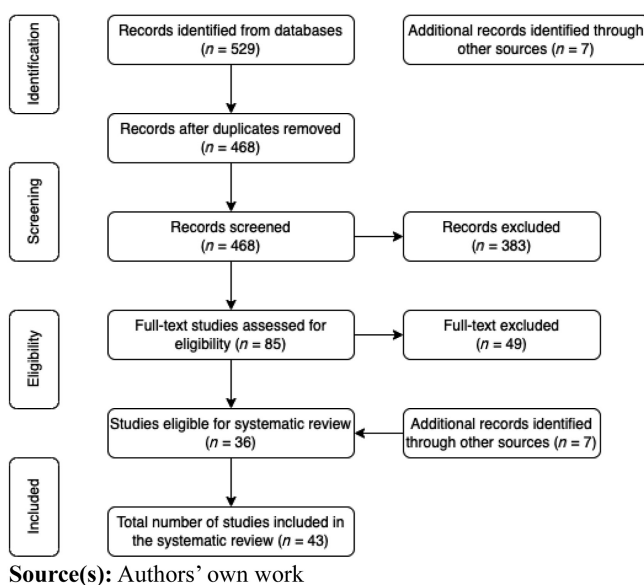 Identification
Records identified from databases
(n = 529)
Additional records identified through
other sources (n = 7)
Records after duplicates removed
(n = 468)
Screening
Records screened
(n = 468)
Records excluded
(n = 383)
Eligibility
Full-text studies assessed for
eligibility (n = 85)
Full-text excluded
(n = 49)
Studies eligible for systematic review
(n = 36)
Additional records identified
through other sources (n = 7)
Included
Total number of studies included in
the systematic review (n = 43)
Source(s): Authors’ own work